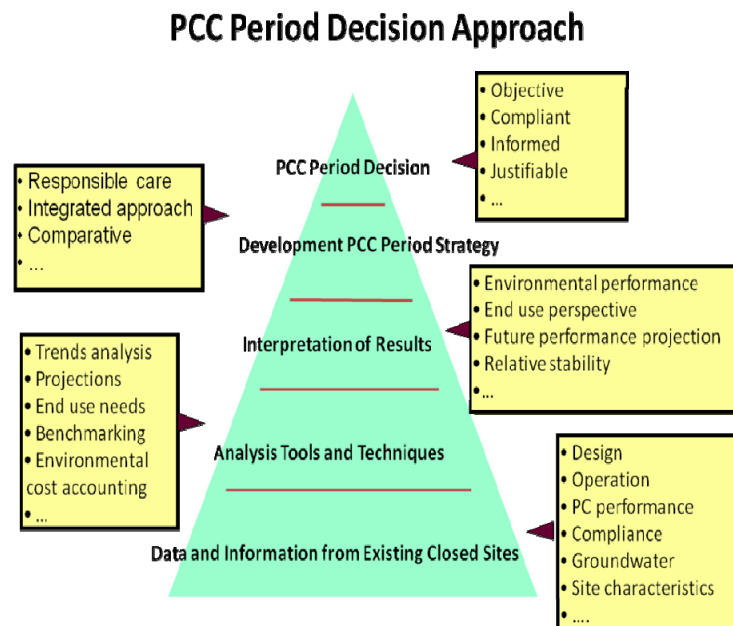 PCC Period Decision Approach
• Objective
• Compliant
• Informed
• Justifiable
• ...
PCC Period Decision
• Responsible care
• Integrated approach
• Comparative
• ...
Development PCC Period Strategy
• Environmental performance
• End use perspective
• Future performance projection
• Relative stability
•...
Interpretation of Results
• Trends analysis
• Projections
• End use needs
• Benchmarking
• Environmental
cost accounting
• ...
Analysis Tools and Techniques
• Design
• Operation
• PC performance
• Compliance
• Groundwater
• Site characteristics
• ....
Data and Information from Existing Closed Sites